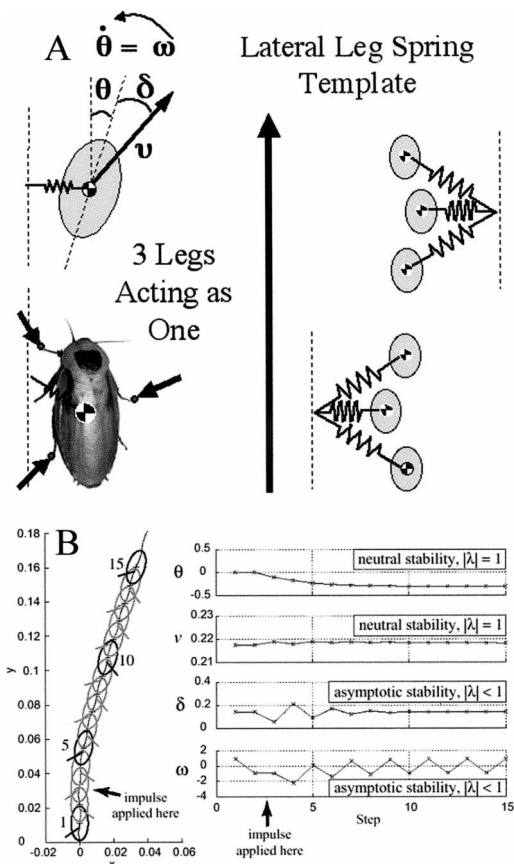 A
θ̇ = ω
θ δ
υ
Lateral Leg Spring
Template
3 Legs
Acting as
One
B
0.18
0.16
0.14
0.12
0.1
0.08
0.06
0.04
0.02
0
y
15
10
5
1
impulse
applied here
0 0.02 0.04 0.06
θ
0.5
0
-0.5
neutral stability, |λ| = 1
v
0.23
0.22
0.21
neutral stability, |λ| = 1
δ
0.4
0.2
0
asymptotic stability, |λ| < 1
ω
2
0
-2
-4
asymptotic stability, |λ| < 1
0 5 10 15
Step
impulse
applied here